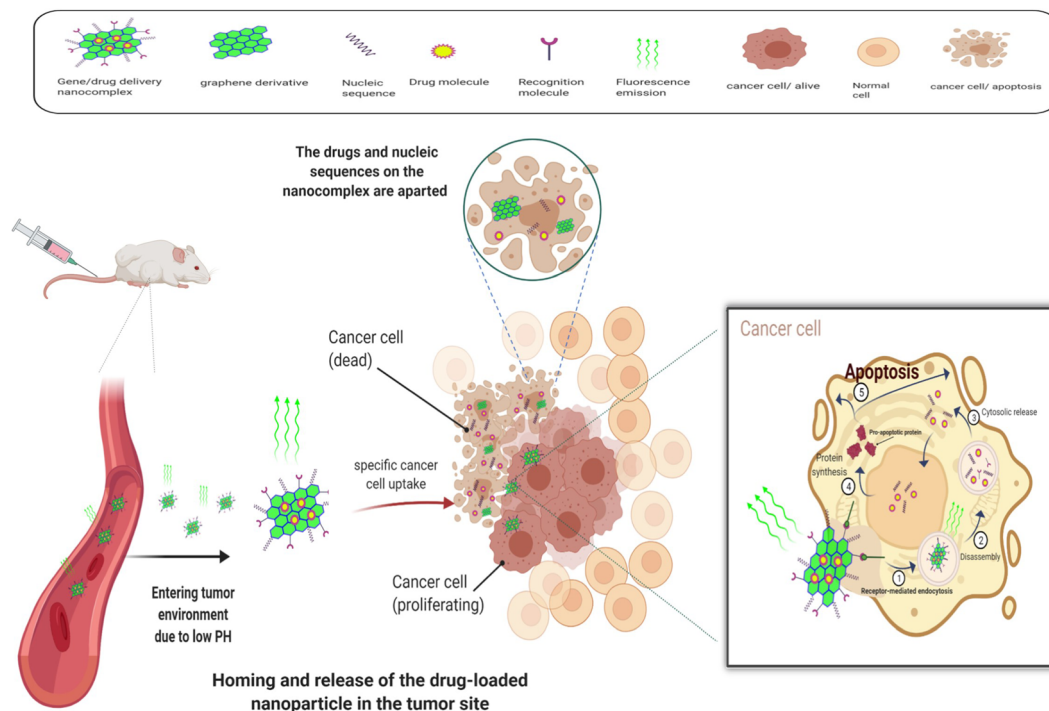 Gene/drug delivery
nanocomplex
graphene derivative
Nucleic
sequence
Drug molecule
Recognition
molecule
Fluorescence
emission
cancer cell/ alive
Normal
cell
cancer cell/ apoptosis
The drugs and nucleic
sequences on the
nanocomplex are aparted
Cancer cell
(dead)
specific cancer
cell uptake
Cancer cell
(proliferating)
Entering tumor
environment
due to low PH
Homing and release of the drug-loaded
nanoparticle in the tumor site
Cancer cell
Apoptosis
5
3
Cytosolic release
Pro-apoptotic protein
Protein
synthesis
4
2
Disassembly
1
Receptor-mediated endocytosis